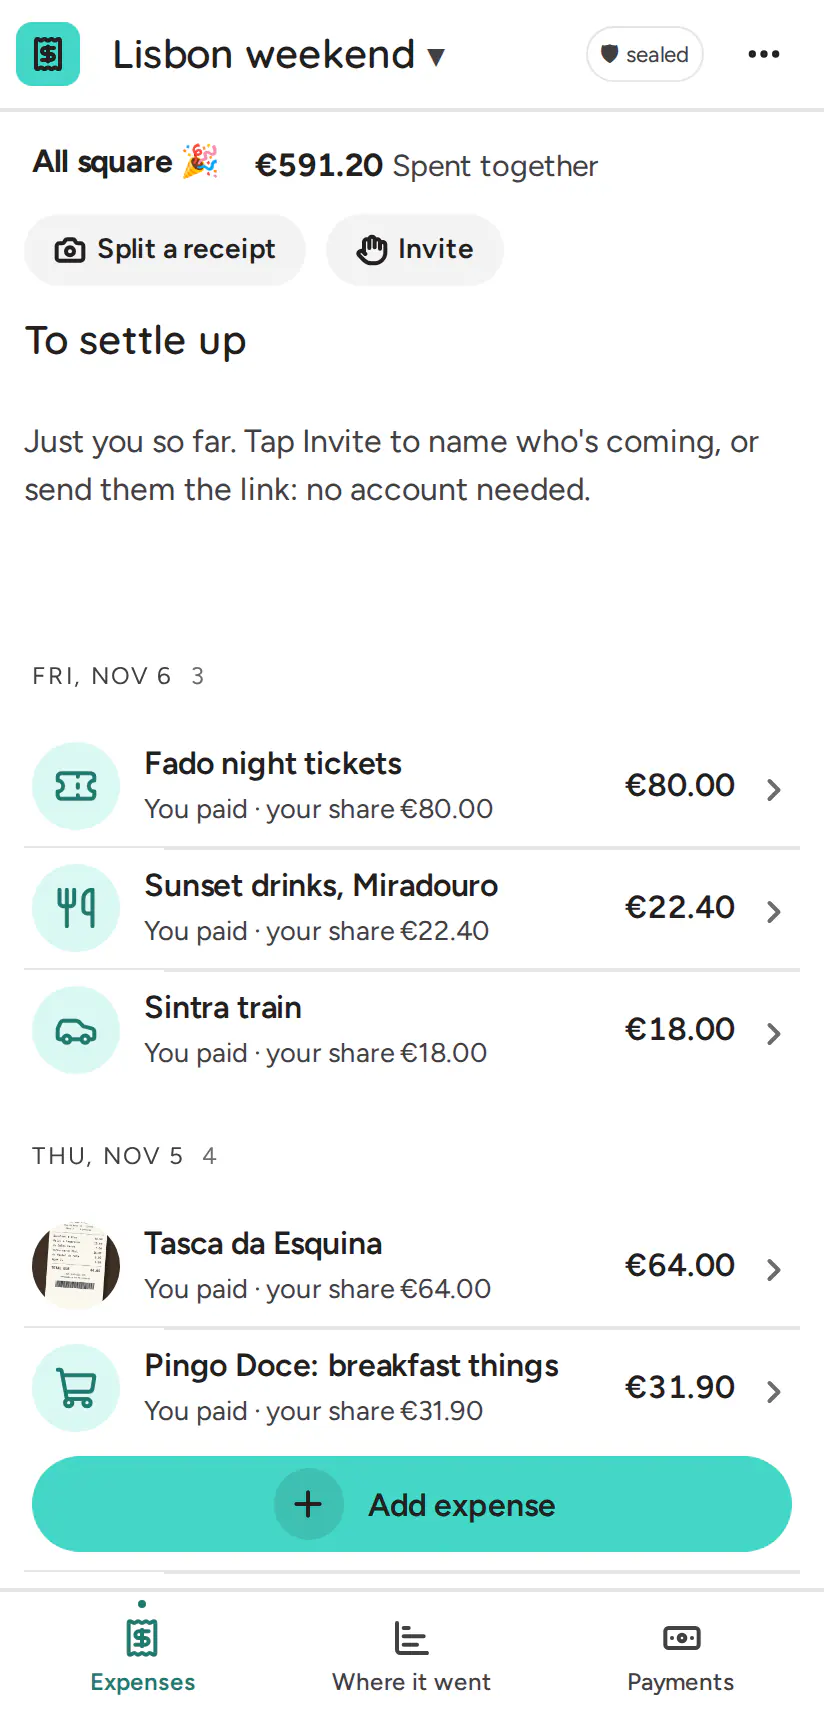 Lisbon weekend ▾
sealed
All square 🎉 €591.20 Spent together
Split a receipt
Invite
To settle up
Just you so far. Tap Invite to name who's coming, or
send them the link: no account needed.
FRI, NOV 6 3
Fado night tickets
You paid · your share €80.00
€80.00
Sunset drinks, Miradouro
You paid · your share €22.40
€22.40
Sintra train
You paid · your share €18.00
€18.00
THU, NOV 5 4
Tasca da Esquina
You paid · your share €64.00
€64.00
Pingo Doce: breakfast things
You paid · your share €31.90
€31.90
Add expense
Expenses
Where it went
Payments